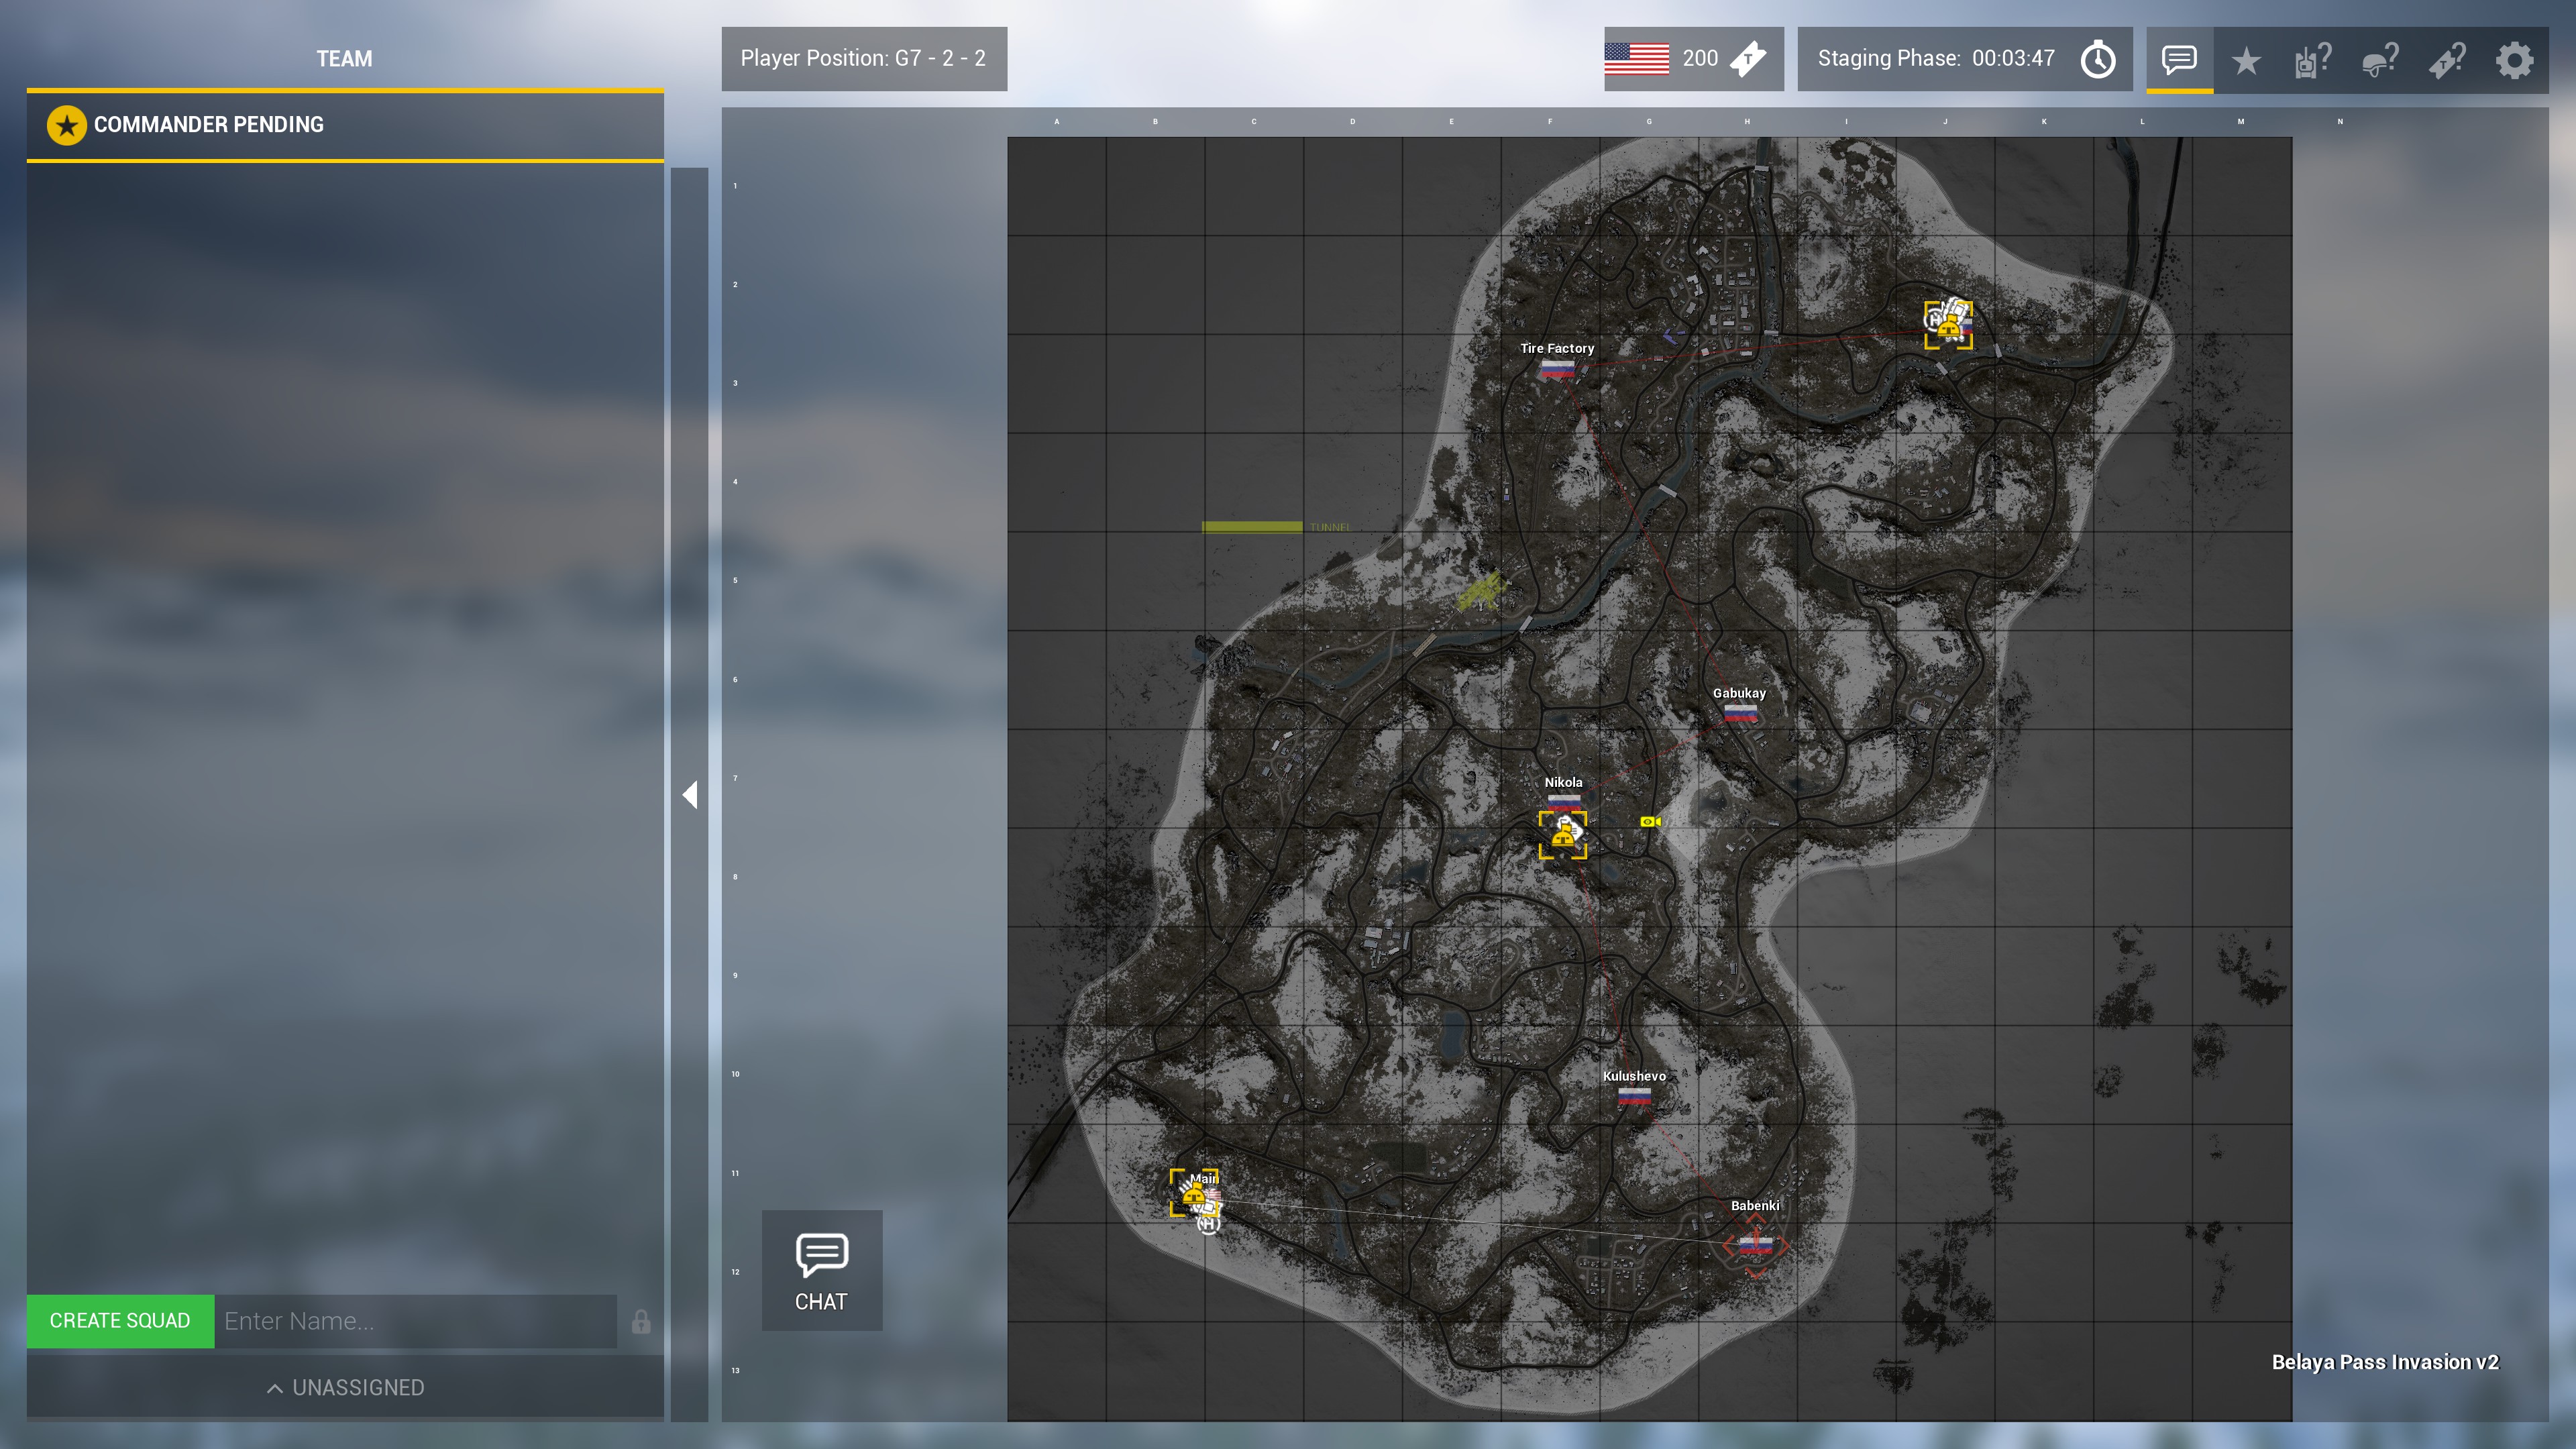 TEAM
Player Position: G7 - 2 - 2
200
T
Staging Phase: 00:03:47
?
?
T ?
COMMANDER PENDING
A B C D E F G H I J K L M N
1
2
3
4
5
6
7
8
9
10
11
12
13
H
Tire Factory
TUNNEL
Gabukay
Nikola
Kulushevo
Main
H
Babenki
CHAT
CREATE SQUAD
Enter Name...
UNASSIGNED
Belaya Pass Invasion v2